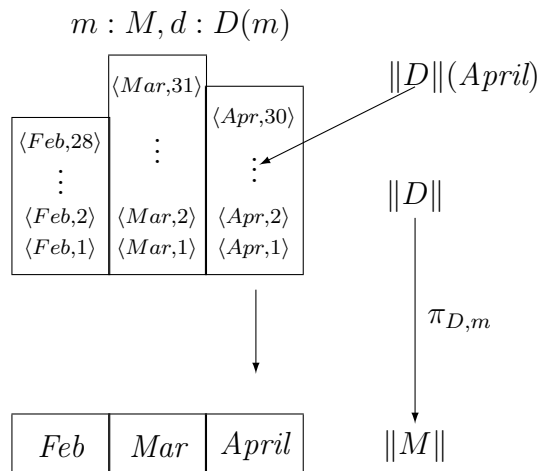 m : M, d : D(m)
⟨Mar,31⟩
‖D‖(April)
⟨Apr,30⟩
⟨Feb,28⟩
⋮ ⋮ ⋮
‖D‖
⟨Feb,2⟩ ⟨Mar,2⟩ ⟨Apr,2⟩
⟨Feb,1⟩ ⟨Mar,1⟩ ⟨Apr,1⟩
π_{D,m}
Feb Mar April ‖M‖